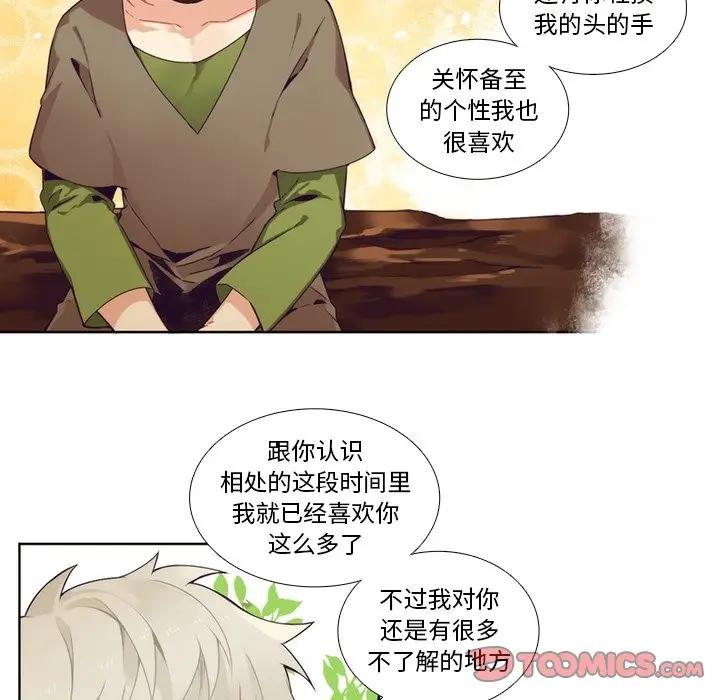 我的头的手
关怀备至
的个性我也
很喜欢
跟你认识
相处的这段时间里
我就已经喜欢你
这么多了
不过我对你
还是有很多
不了解的地方
TOOMICS.COM